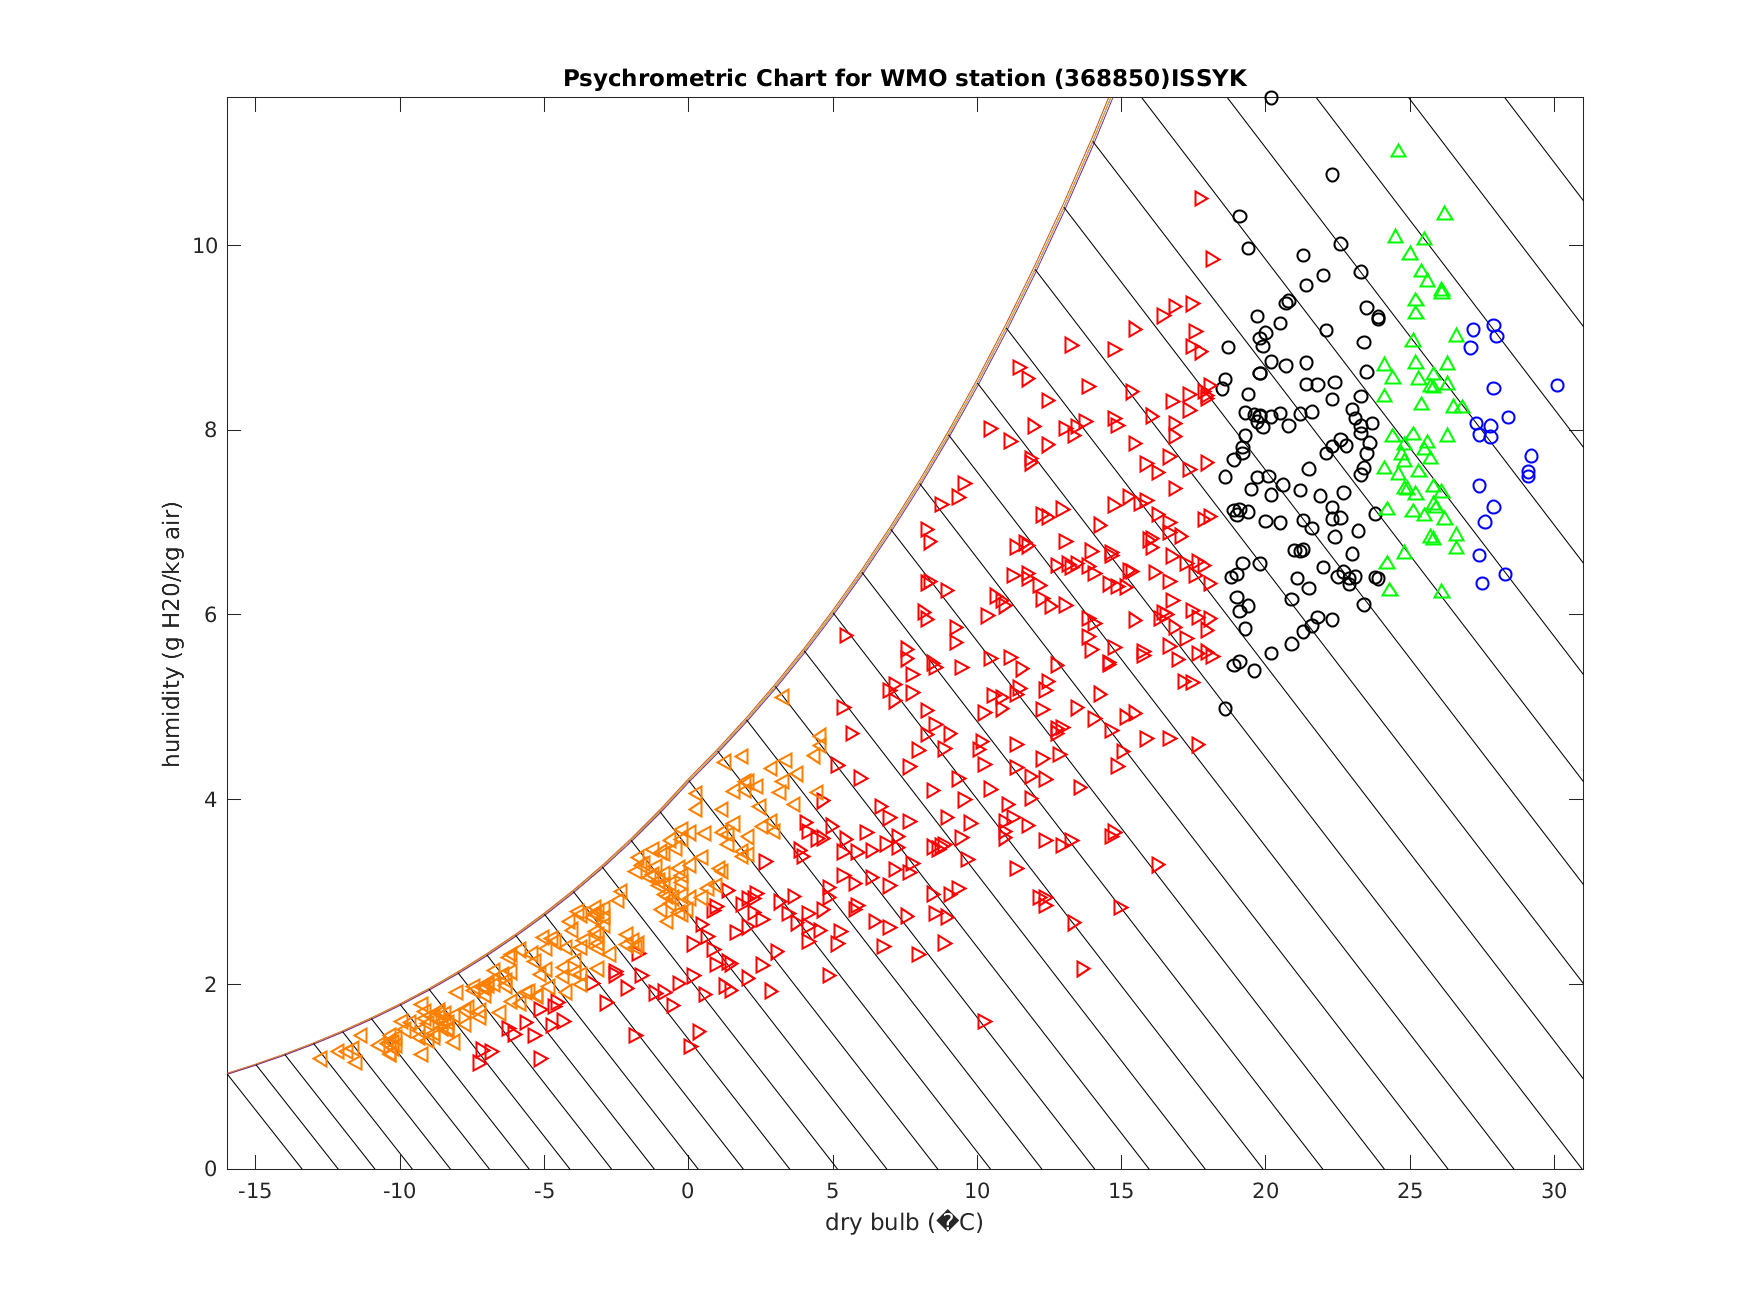 Psychrometric Chart for WMO station (368850)ISSYK
humidity (g H20/kg air)
10
8
6
4
2
0
-15 -10 -5 0 5 10 15 20 25 30
dry bulb (�C)